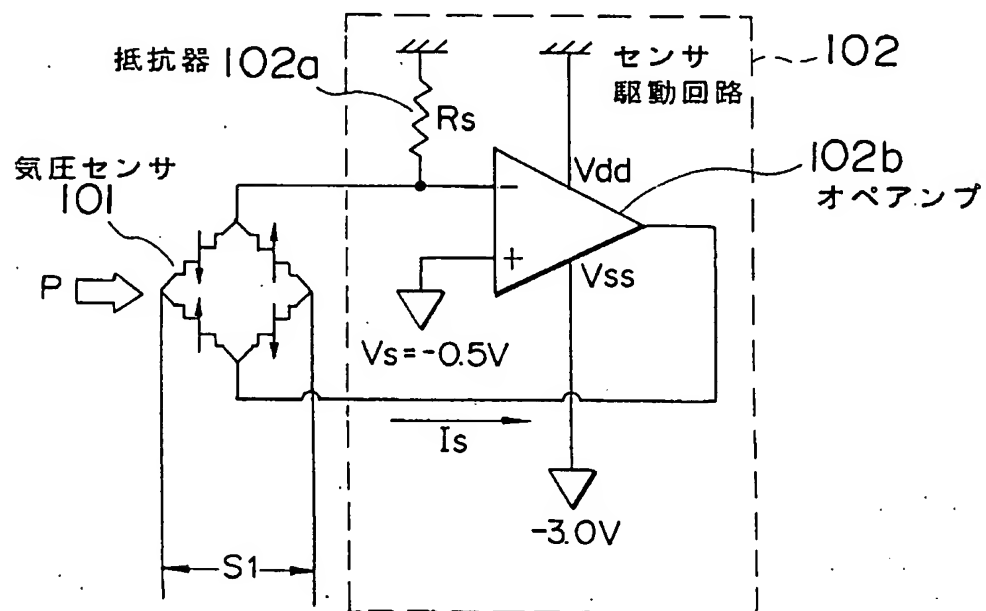 抵抗器 102a
センサ
駆動回路
102
Rs
気圧センサ
101
Vdd
102b
オペアンプ
P
-
+
Vss
Vs=-0.5V
Is
-3.0V
S1